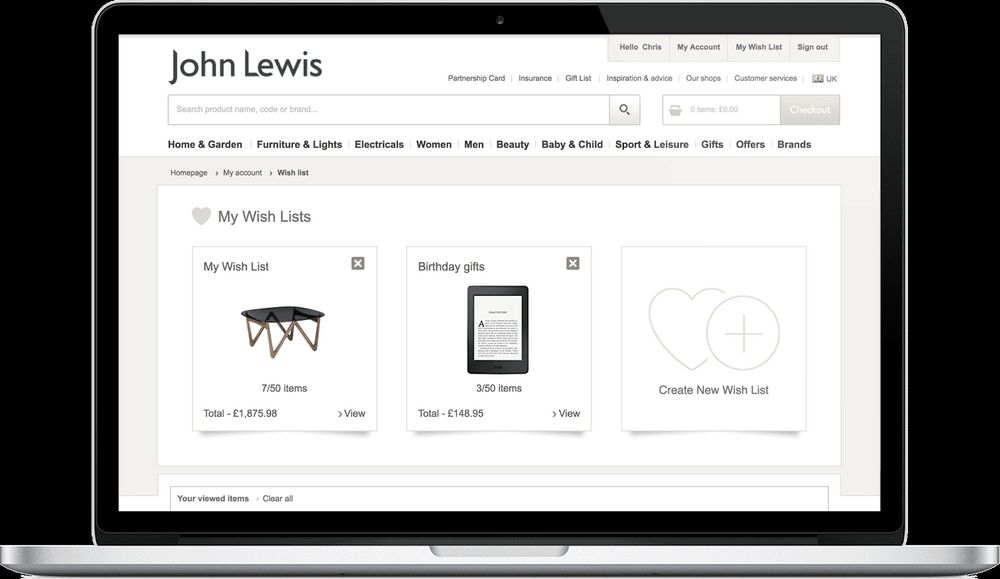 John Lewis
Hello Chris My Account My Wish List Sign out
Partnership Card Insurance Gift List Inspiration & advice Our shops Customer services UK
Search product name, code or brand...
0 items: £0.00 Checkout
Home & Garden Furniture & Lights Electricals Women Men Beauty Baby & Child Sport & Leisure Gifts Offers Brands
Homepage › My account › Wish list
My Wish Lists
My Wish List
7/50 items
Total - £1,875.98 › View
Birthday gifts
CHAPTER ONE
3/50 items
Total - £148.95 › View
Create New Wish List
Your viewed items › Clear all